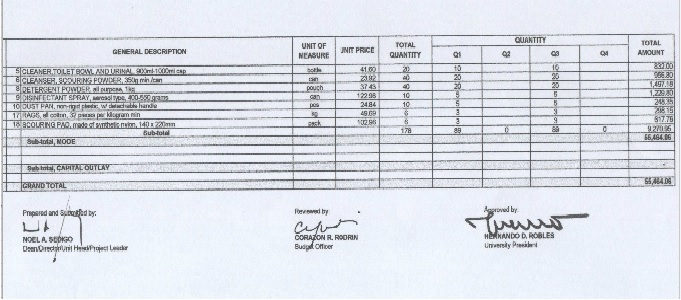 GENERAL DESCRIPTION UNIT OF MEASURE UNIT PRICE TOTAL QUANTITY QUANTITY Q1 Q2 Q3 Q4 TOTAL AMOUNT
5 CLEANER, TOILET BOWL AND URINAL, 900ml-1000ml cap bottle 41.60 20 10 10 832.00
6 CLEANSER, SCOURING POWDER, 350g min./can can 23.92 40 20 20 956.80
8 DETERGENT POWDER, all purpose, 1kg pouch 37.43 40 20 20 1,497.18
9 DISINFECTANT SPRAY, aerosol type, 400-550 grams can 122.98 10 5 5 1,229.80
10 DUST PAN, non-rigid plastic, w/ detachable handle pcs 24.84 10 5 5 248.35
17 RAGS, all cotton, 32 pieces per kilogram min kg 49.69 6 3 3 298.15
18 SCOURING PAD, made of synthetic nylon, 140 x 220mm pack 102.96 6 3 3 617.76
Sub-total 178 89 0 89 0 9,270.95
Sub-total, MODE 55,464.06
Sub-total, CAPITAL OUTLAY
GRAND TOTAL 55,464.06
Prepared and Submitted by: Reviewed by Approved by:
NOEL A. SEDIGO CORAZON R. RODRIN HERNANDO D. ROBLES
Dean/Director/Unit Head/Project Leader Budget Officer University President